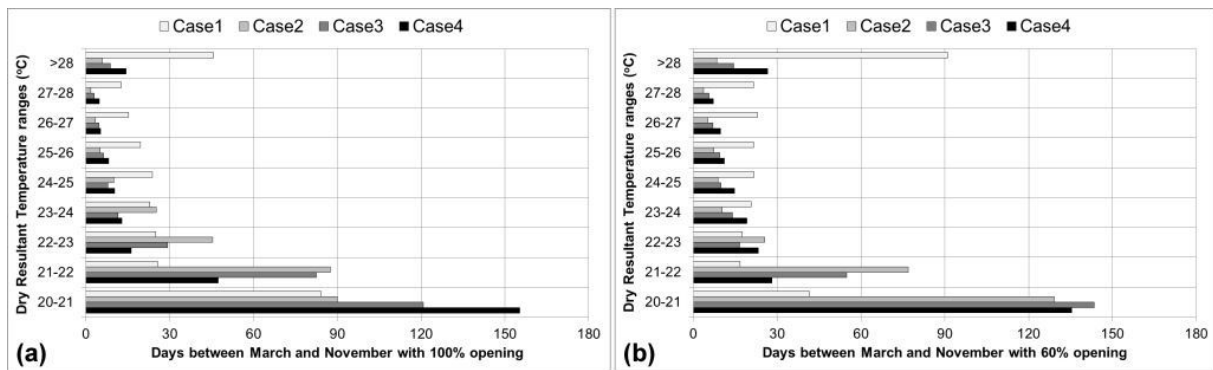 Case1 Case2 Case3 Case4
Dry Resultant Temperature ranges (°C)
>28
27-28
26-27
25-26
24-25
23-24
22-23
21-22
20-21
0 30 60 90 120 150 180
(a) Days between March and November with 100% opening
Case1 Case2 Case3 Case4
Dry Resultant Temperature ranges (°C)
>28
27-28
26-27
25-26
24-25
23-24
22-23
21-22
20-21
0 30 60 90 120 150 180
(b) Days between March and November with 60% opening